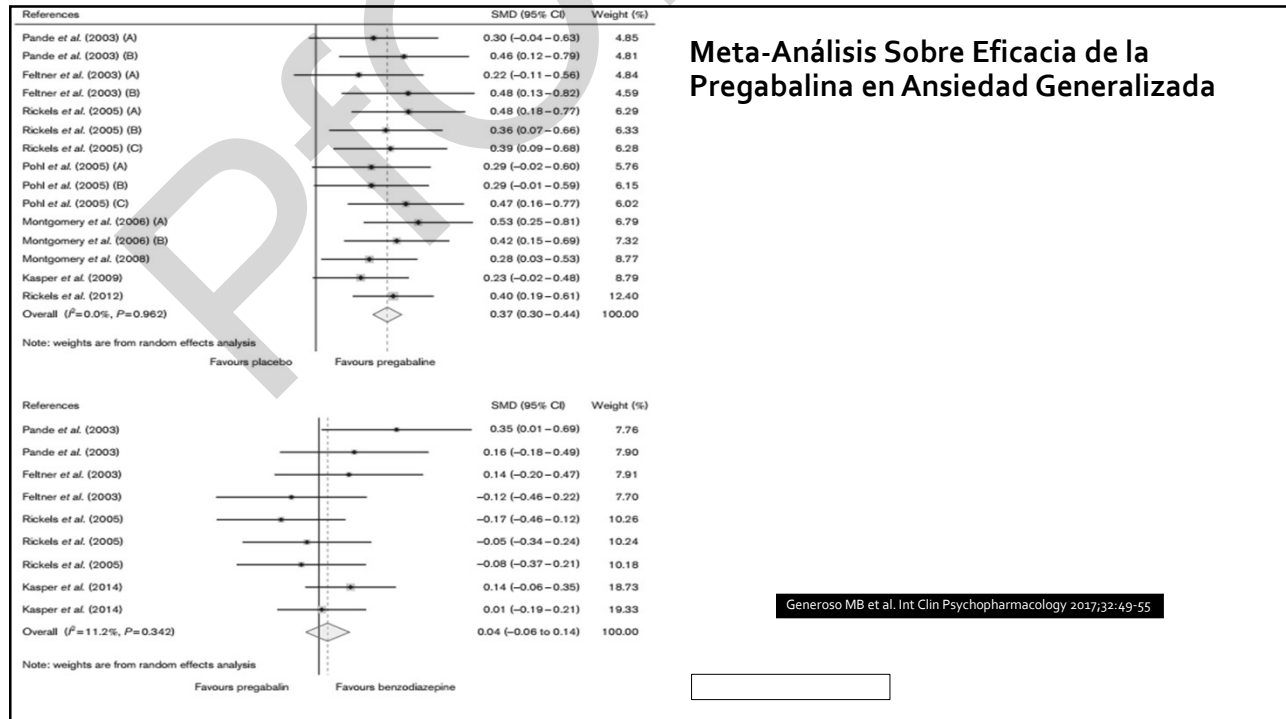 References SMD (95% CI) Weight (%)
Pande et al. (2003) (A) 0.30 (−0.04−0.63) 4.85
Pande et al. (2003) (B) 0.46 (0.12−0.79) 4.81
Feltner et al. (2003) (A) 0.22 (−0.11−0.56) 4.84
Feltner et al. (2003) (B) 0.48 (0.13−0.82) 4.59
Rickels et al. (2005) (A) 0.48 (0.18−0.77) 6.29
Rickels et al. (2005) (B) 0.36 (0.07−0.66) 6.33
Rickels et al. (2005) (C) 0.39 (0.09−0.68) 6.28
Pohl et al. (2005) (A) 0.29 (−0.02−0.60) 5.76
Pohl et al. (2005) (B) 0.29 (−0.01−0.59) 6.15
Pohl et al. (2005) (C) 0.47 (0.16−0.77) 6.02
Montgomery et al. (2006) (A) 0.53 (0.25−0.81) 6.79
Montgomery et al. (2006) (B) 0.42 (0.15−0.69) 7.32
Montgomery et al. (2008) 0.28 (0.03−0.53) 8.77
Kasper et al. (2009) 0.23 (−0.02−0.48) 8.79
Rickels et al. (2012) 0.40 (0.19−0.61) 12.40
Overall (I²=0.0%, P=0.962) 0.37 (0.30−0.44) 100.00
Note: weights are from random effects analysis
Favours placebo Favours pregabaline
References SMD (95% CI) Weight (%)
Pande et al. (2003) 0.35 (0.01−0.69) 7.76
Pande et al. (2003) 0.16 (−0.18−0.49) 7.90
Feltner et al. (2003) 0.14 (−0.20−0.47) 7.91
Feltner et al. (2003) −0.12 (−0.46−0.22) 7.70
Rickels et al. (2005) −0.17 (−0.46−0.12) 10.26
Rickels et al. (2005) −0.05 (−0.34−0.24) 10.24
Rickels et al. (2005) −0.08 (−0.37−0.21) 10.18
Kasper et al. (2014) 0.14 (−0.06−0.35) 18.73
Kasper et al. (2014) 0.01 (−0.19−0.21) 19.33
Overall (I²=11.2%, P=0.342) 0.04 (−0.06 to 0.14) 100.00
Note: weights are from random effects analysis
Favours pregabalin Favours benzodiazepine
Meta-Análisis Sobre Eficacia de la
Pregabalina en Ansiedad Generalizada
Generoso MB et al. Int Clin Psychopharmacology 2017;32:49-55